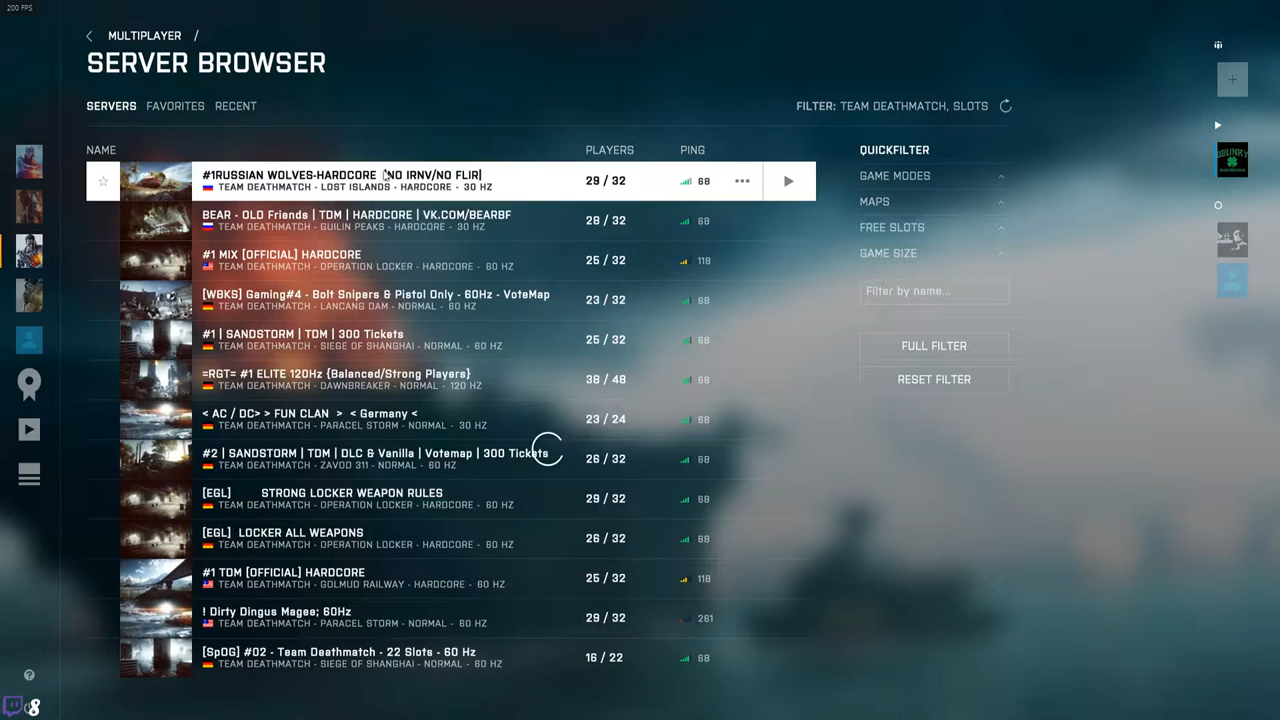 200 FPS
MULTIPLAYER /
SERVER BROWSER
SERVERS FAVORITES RECENT
FILTER: TEAM DEATHMATCH, SLOTS
NAME PLAYERS PING
#1RUSSIAN WOLVES-HARDCORE |NO IRNV/NO FLIR|
TEAM DEATHMATCH - LOST ISLANDS - HARDCORE - 30 HZ
29 / 32 68
BEAR - OLD Friends | TDM | HARDCORE | VK.COM/BEARBF
TEAM DEATHMATCH - GUILIN PEAKS - HARDCORE - 30 HZ
28 / 32 68
#1 MIX [OFFICIAL] HARDCORE
TEAM DEATHMATCH - OPERATION LOCKER - HARDCORE - 60 HZ
25 / 32 118
[WBKS] Gaming#4 - Bolt Snipers & Pistol Only - 60Hz - VoteMap
TEAM DEATHMATCH - LANCANG DAM - NORMAL - 60 HZ
23 / 32 68
#1 | SANDSTORM | TDM | 300 Tickets
TEAM DEATHMATCH - SIEGE OF SHANGHAI - NORMAL - 60 HZ
25 / 32 68
=RGT= #1 ELITE 120Hz {Balanced/Strong Players}
TEAM DEATHMATCH - DAWNBREAKER - NORMAL - 120 HZ
38 / 48 68
< AC / DC> > FUN CLAN > < Germany <
TEAM DEATHMATCH - PARACEL STORM - NORMAL - 30 HZ
23 / 24 68
#2 | SANDSTORM | TDM | DLC & Vanilla | Votemap | 300 Tickets
TEAM DEATHMATCH - ZAVOD 311 - NORMAL - 60 HZ
26 / 32 68
[EGL] STRONG LOCKER WEAPON RULES
TEAM DEATHMATCH - OPERATION LOCKER - HARDCORE - 60 HZ
29 / 32 68
[EGL] LOCKER ALL WEAPONS
TEAM DEATHMATCH - OPERATION LOCKER - HARDCORE - 60 HZ
26 / 32 68
#1 TDM [OFFICIAL] HARDCORE
TEAM DEATHMATCH - GOLMUD RAILWAY - HARDCORE - 60 HZ
25 / 32 118
! Dirty Dingus Magee; 60Hz
TEAM DEATHMATCH - PARACEL STORM - NORMAL - 60 HZ
29 / 32 261
[SpOG] #02 - Team Deathmatch - 22 Slots - 60 Hz
TEAM DEATHMATCH - SIEGE OF SHANGHAI - NORMAL - 60 HZ
16 / 22 68
QUICKFILTER
GAME MODES
MAPS
FREE SLOTS
GAME SIZE
Filter by name...
FULL FILTER
RESET FILTER